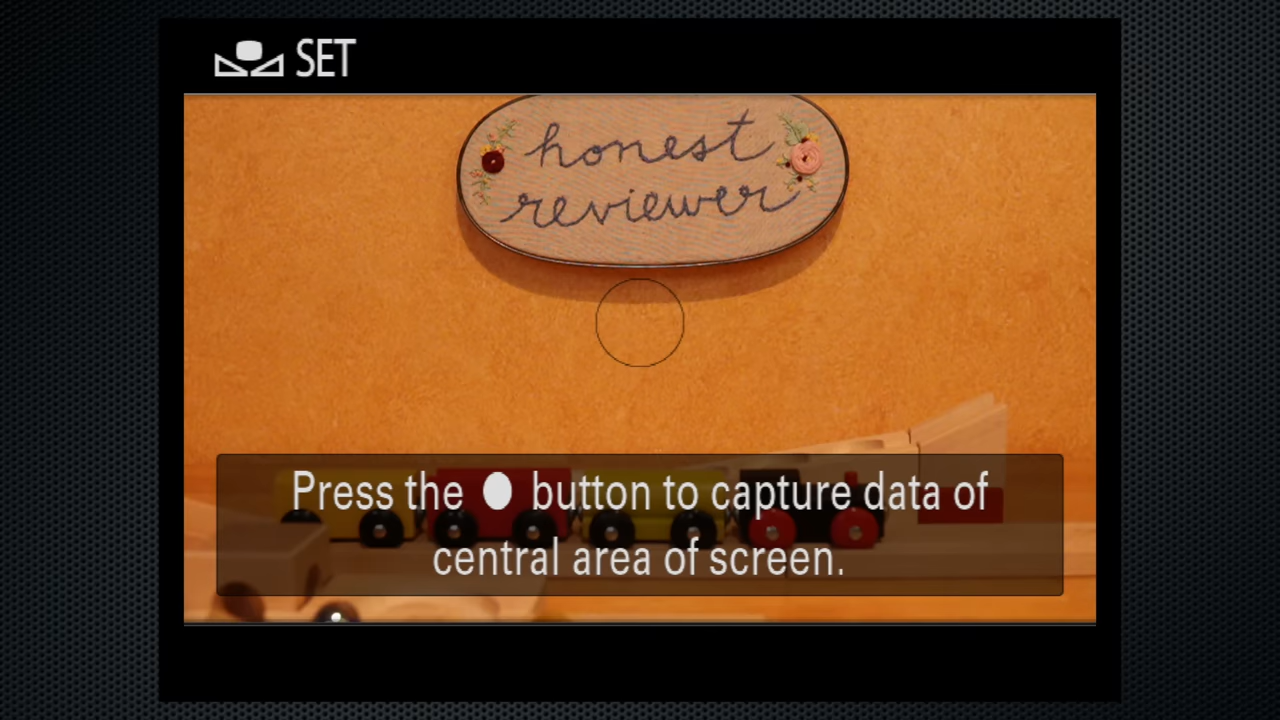 SET
honest
reviewer
Press the button to capture data of
central area of screen.